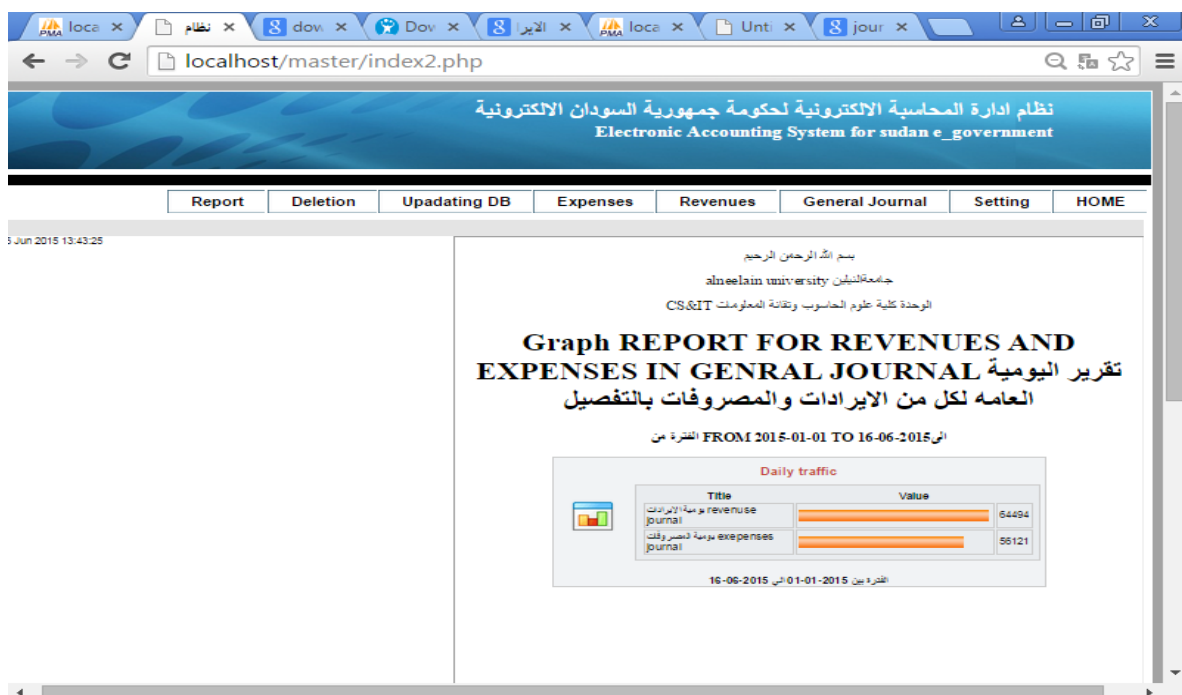 loca
نظام
dow
Dov
الايرا
loca
Unti
jour
localhost/master/index2.php
نظام ادارة المحاسبة الالكترونية لحكومة جمهورية السودان الالكترونية
Electronic Accounting System for sudan e_government
Report Deletion Upadating DB Expenses Revenues General Journal Setting HOME
Jun 2015 13:43:25
بسم الله الرحمن الرحيم
جامعةالنيلين alneelain university
الوحدة كلية علوم الحاسوب وتقانة المعلومات CS&IT
Graph REPORT FOR REVENUES AND
EXPENSES IN GENRAL JOURNAL تقرير اليومية
العامه لكل من الايرادات والمصروفات بالتفصيل
الفترة من FROM 2015-01-01 TO 16-06-2015الى
Daily traffic
Title Value
يومية الايرادات revenuse
journal
64494
يومية المصروفات exepenses
journal
56121
الفترة بين 2015-01-01 الى 2015-06-16